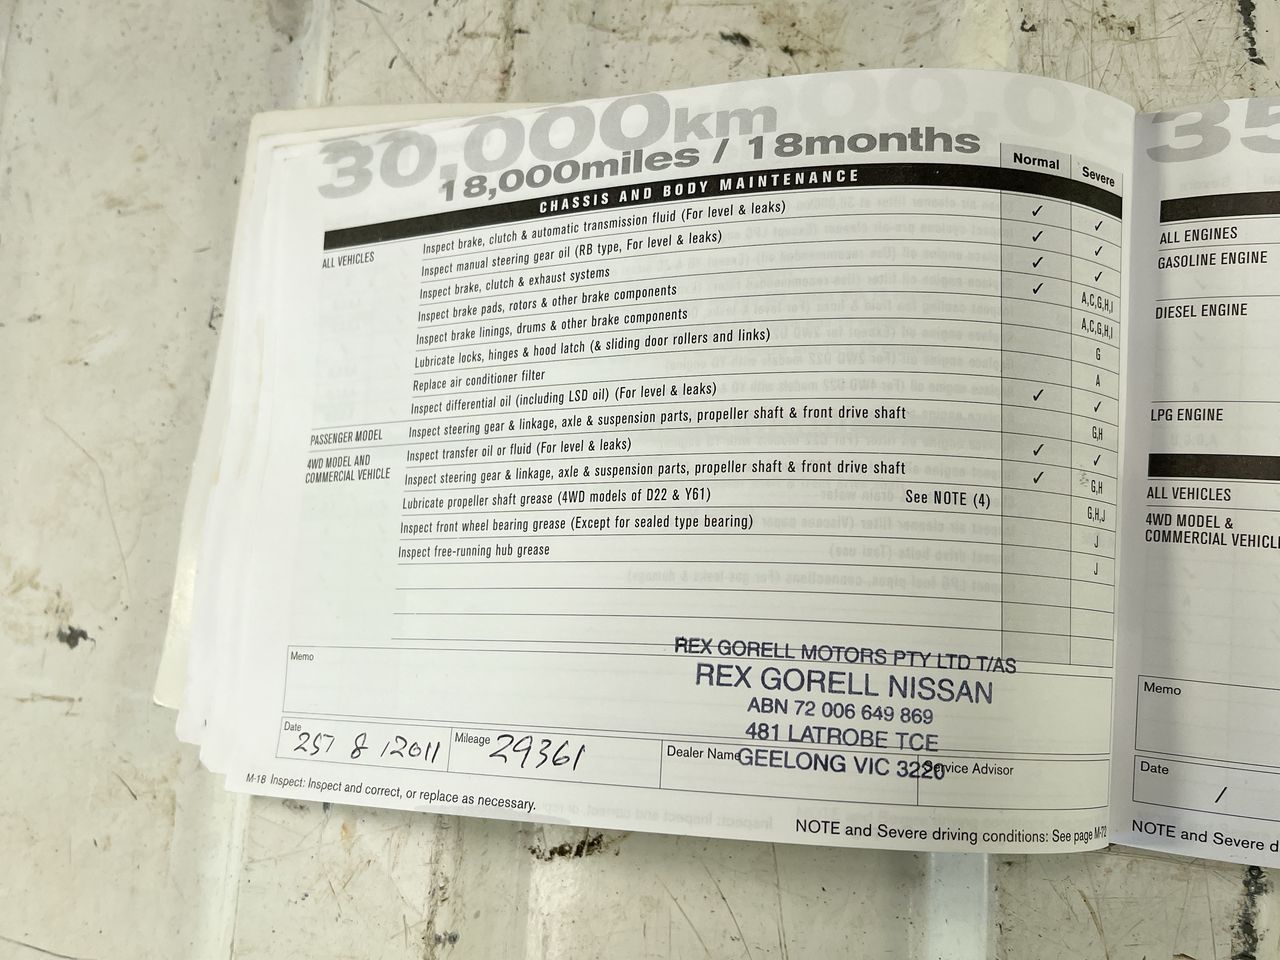 30,000km
18,000miles / 18months
Normal
Severe
CHASSIS AND BODY MAINTENANCE
ALL VEHICLES
Inspect brake, clutch & automatic transmission fluid (For level & leaks) ✓ ✓
Inspect manual steering gear oil (RB type, For level & leaks) ✓ ✓
Inspect brake, clutch & exhaust systems ✓ ✓
Inspect brake pads, rotors & other brake components ✓ A,C,G,H,I
Inspect brake linings, drums & other brake components A,C,G,H,I
Lubricate locks, hinges & hood latch (& sliding door rollers and links) G
Replace air conditioner filter A
Inspect differential oil (including LSD oil) (For level & leaks) ✓ ✓
PASSENGER MODEL
Inspect steering gear & linkage, axle & suspension parts, propeller shaft & front drive shaft G,H
4WD MODEL AND
COMMERCIAL VEHICLE
Inspect transfer oil or fluid (For level & leaks) ✓ ✓
Inspect steering gear & linkage, axle & suspension parts, propeller shaft & front drive shaft ✓ G,H
Lubricate propeller shaft grease (4WD models of D22 & Y61) See NOTE (4) G,H,J
Inspect front wheel bearing grease (Except for sealed type bearing) J
Inspect free-running hub grease J
Memo
REX GORELL MOTORS PTY LTD T/AS
REX GORELL NISSAN
ABN 72 006 649 869
481 LATROBE TCE
GEELONG VIC 3220
Date
8 / 2011
Mileage 29361
Dealer Name
Service Advisor
M-18 Inspect: Inspect and correct, or replace as necessary.
NOTE and Severe driving conditions: See page M-72
35
ALL ENGINES
GASOLINE ENGINE
DIESEL ENGINE
LPG ENGINE
ALL VEHICLES
4WD MODEL &
COMMERCIAL VEHICLE
Memo
Date
/
NOTE and Severe d